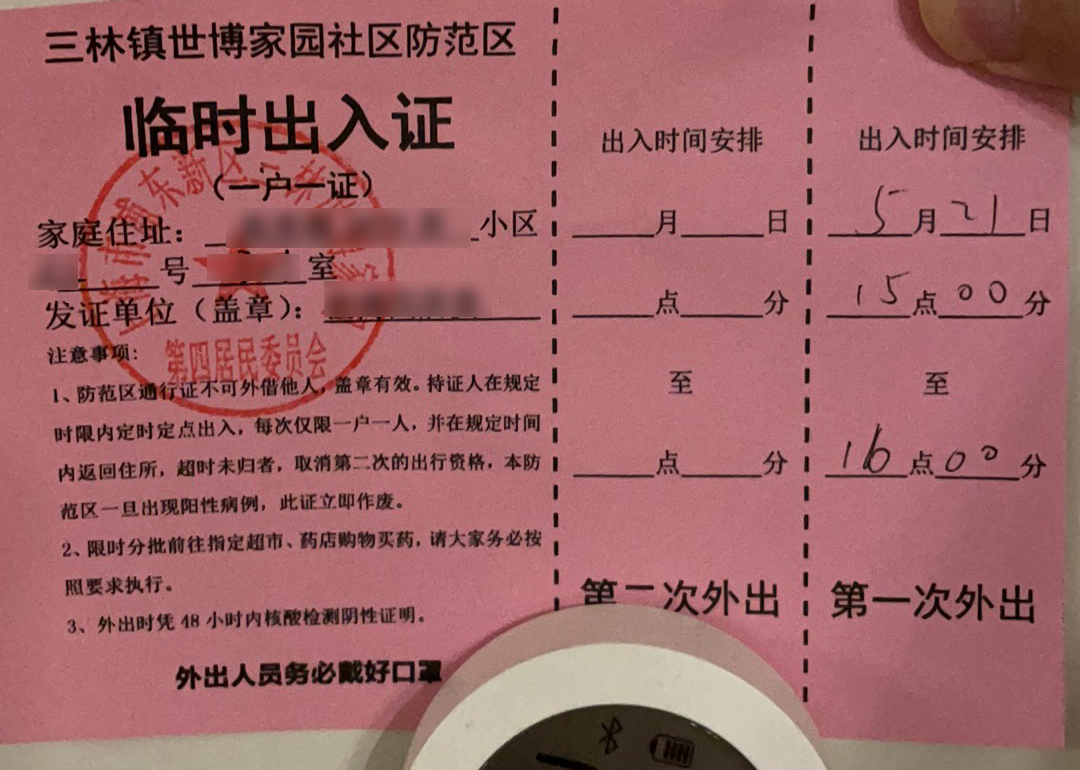 三林镇世博家园社区防范区
临时出入证
（一户一证）
家庭住址： 小区
号 室
发证单位（盖章）：
第四居民委员会
注意事项：
1、防范区通行证不可外借他人，盖章有效。持证人在规定
时限内定时定点出入，每次仅限一户一人，并在规定时间
内返回住所，超时未归者，取消第二次的出行资格，本防
范区一旦出现阳性病例，此证立即作废。
2、限时分批前往指定超市、药店购物买药，请大家务必按
照要求执行。
3、外出时凭 48 小时内核酸检测阴性证明。
外出人员务必戴好口罩
出入时间安排
月 日
点 分
至
点 分
第二次外出
出入时间安排
5月21日
15点00分
至
16点00分
第一次外出